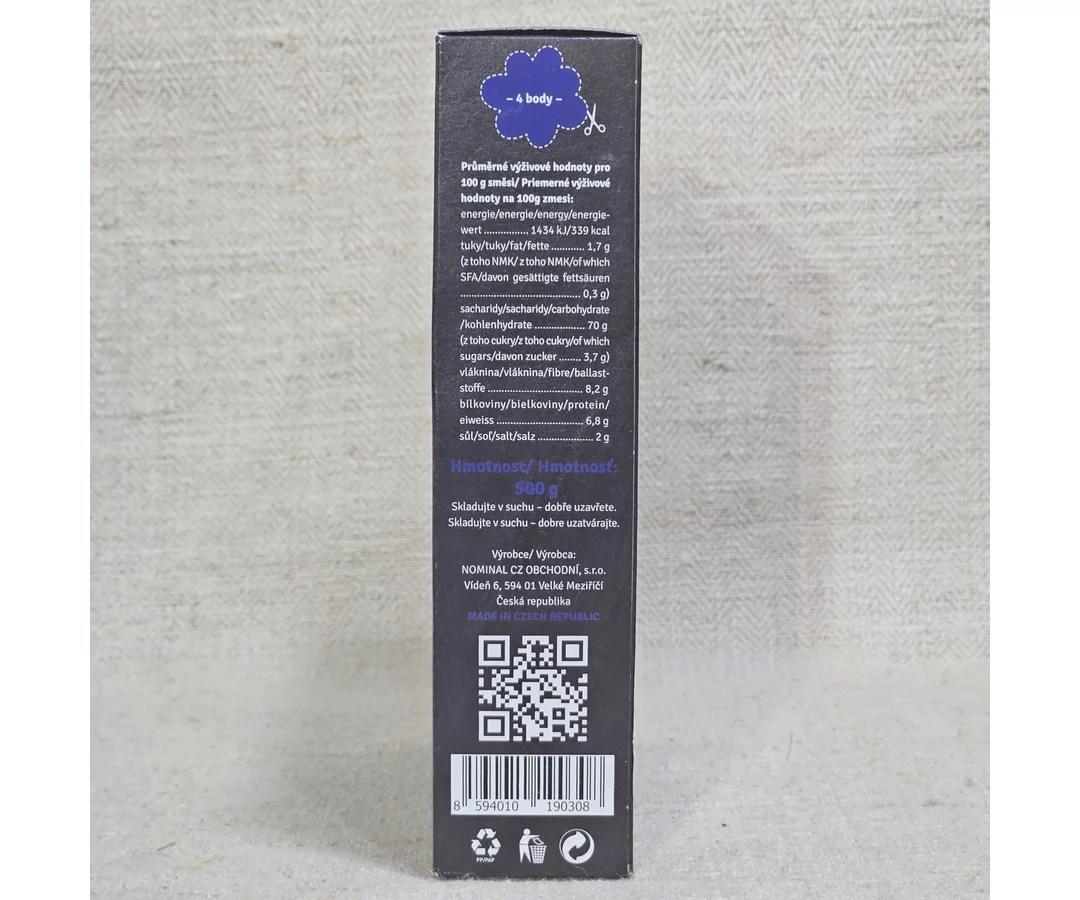 – 4 body –
Průměrné výživové hodnoty pro
100 g směsi/ Priemerné výživové
hodnoty na 100g zmesi:
energie/energie/energy/energie-
wert .............. 1434 kJ/339 kcal
tuky/tuky/fat/fette ........... 1,7 g
(z toho NMK/ z toho NMK/of which
SFA/davon gesättigte fettsäuren
........................................ 0,3 g)
sacharidy/sacharidy/carbohydrate
/kohlenhydrate ................. 70 g
(z toho cukry/z toho cukry/of which
sugars/davon zucker ........ 3,7 g)
vláknina/vláknina/fibre/ballast-
stoffe ............................... 8,2 g
bílkoviny/bielkoviny/protein/
eiweiss ............................. 6,8 g
sůl/soľ/salt/salz ................... 2 g
Hmotnost/ Hmotnosť:
500 g
Skladujte v suchu – dobře uzavřete.
Skladujte v suchu – dobre uzatvárajte.
Výrobce/ Výrobca:
NOMINAL CZ OBCHODNÍ, s.r.o.
Vídeň 6, 594 01 Velké Meziříčí
Česká republika
MADE IN CZECH REPUBLIC
8 594010 190308
PP/PAP